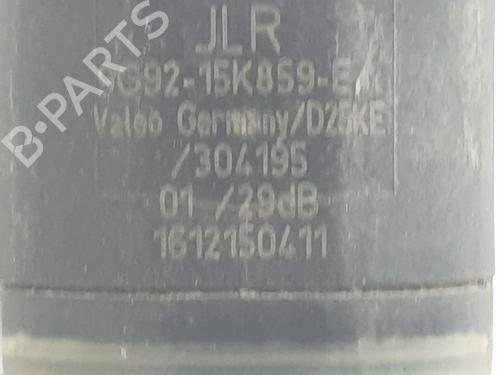 JLR
G92-15K859-E
Valeo Germany/D25KE
/304195
01 /29dB
1612150411
B-PARTS